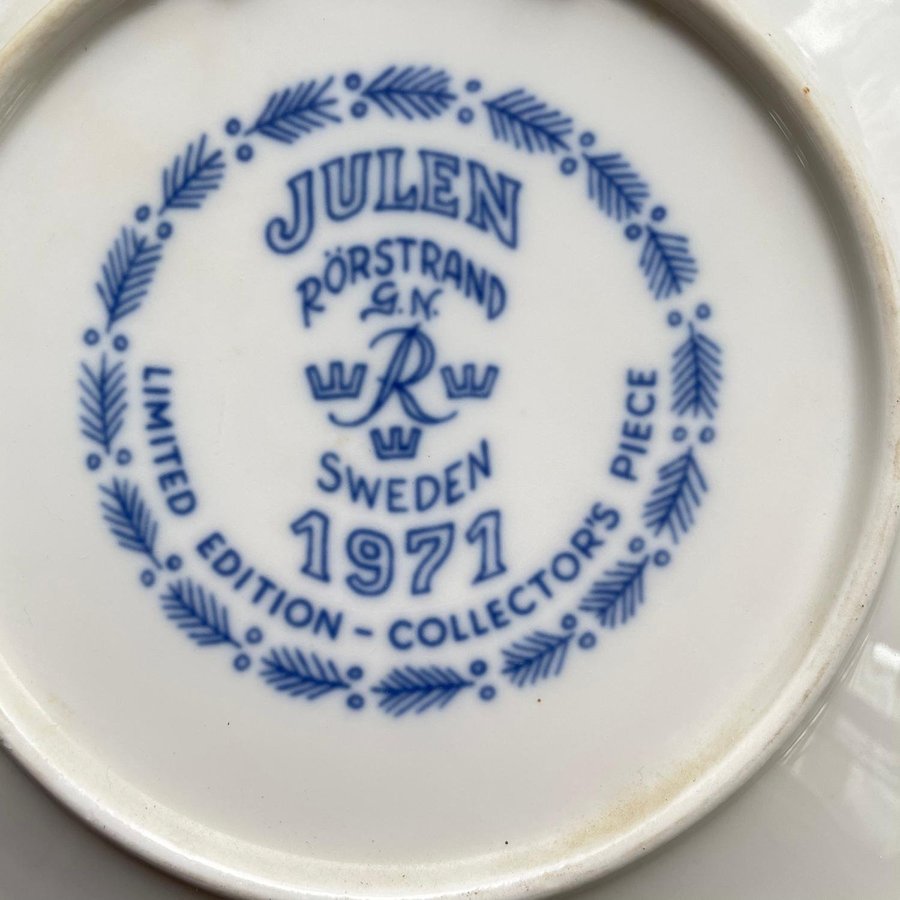 JULEN
RÖRSTRAND
G.N.
R
SWEDEN
1971
LIMITED EDITION - COLLECTOR'S PIECE